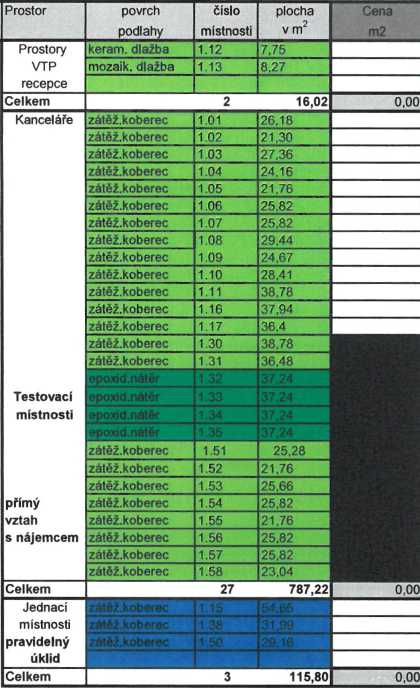 Prostor povrch podlahy číslo místnosti plocha v m² Cena m2
Prostory keram. dlažba 1.12 7,75
VTP mozaik. dlažba 1.13 8,27
recepce
Celkem 2 16,02 0,00
Kanceláře zátěž.koberec 1.01 26,18
zátěž.koberec 1.02 21,30
zátěž.koberec 1.03 27,36
zátěž.koberec 1.04 24,16
zátěž.koberec 1.05 21,76
zátěž.koberec 1.06 25,82
zátěž.koberec 1.07 25,82
zátěž.koberec 1.08 29,44
zátěž.koberec 1.09 24,67
zátěž.koberec 1.10 28,41
zátěž.koberec 1.11 38,78
zátěž.koberec 1.16 37,94
zátěž.koberec 1.17 36,4
zátěž.koberec 1.30 38,78
zátěž.koberec 1.31 36,48
epoxid.nátěr 1.32 37,24
Testovací epoxid.nátěr 1.33 37,24
místnosti epoxid.nátěr 1.34 37,24
epoxid.nátěr 1.35 37,24
zátěž.koberec 1.51 25,28
zátěž.koberec 1.52 21,76
zátěž.koberec 1.53 25,66
přímý zátěž.koberec 1.54 25,82
vztah zátěž.koberec 1.55 21,76
s nájemcem zátěž.koberec 1.56 25,82
zátěž.koberec 1.57 25,82
zátěž.koberec 1.58 23,04
Celkem 27 787,22 0,00
Jednací zátěž.koberec 1.15 54,65
místnosti zátěž.koberec 1.38 31,99
pravidelný zátěž.koberec 1.50 29,16
úklid
Celkem 3 115,80 0,00